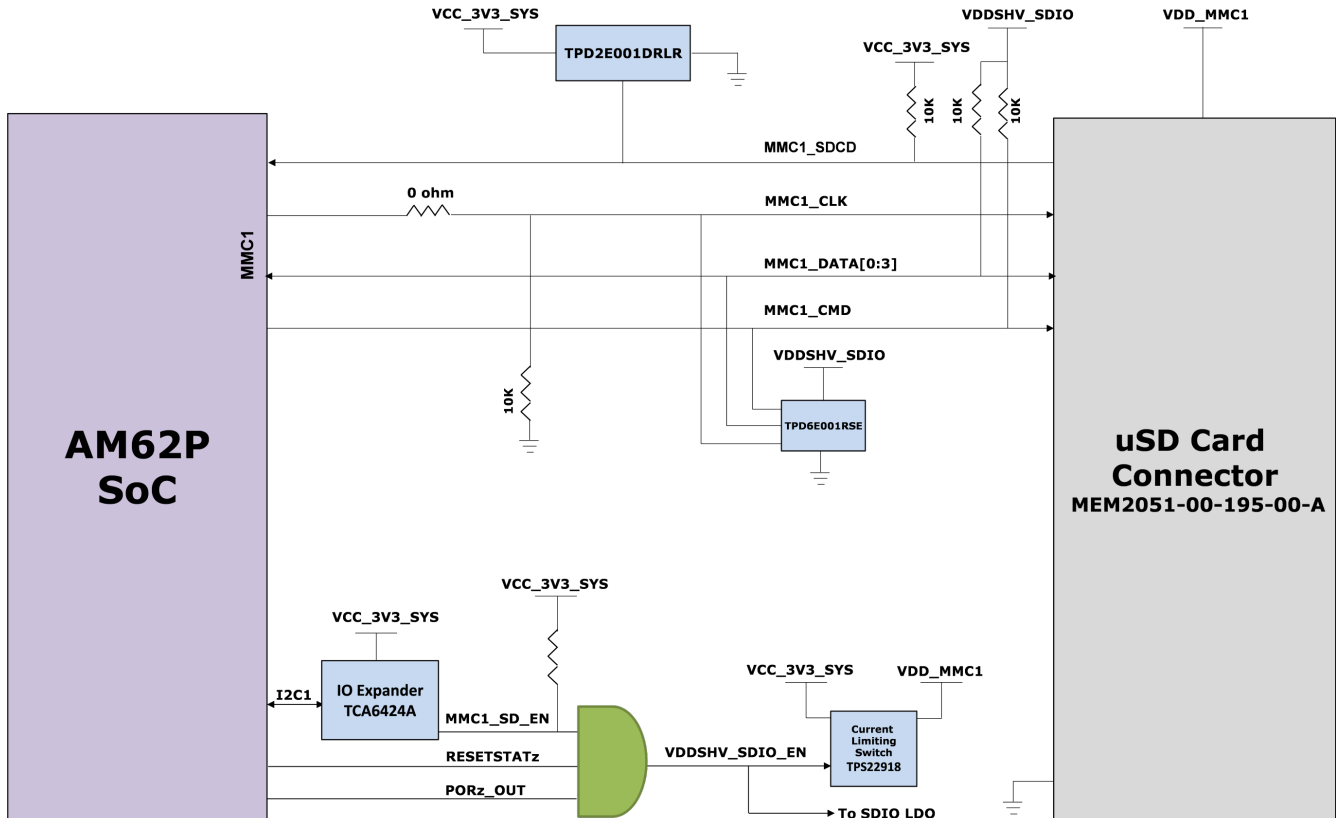 VCC_3V3_SYS
VDDSHV_SDIO
VDD_MMC1
TPD2E001DRLR
VCC_3V3_SYS
10K
10K
10K
MMC1_SDCD
0 ohm
MMC1_CLK
MMC1
MMC1_DATA[0:3]
MMC1_CMD
VDDSHV_SDIO
10K
TPD6E001RSE
AM62P
SoC
uSD Card
Connector
MEM2051-00-195-00-A
VCC_3V3_SYS
VCC_3V3_SYS
VCC_3V3_SYS
VDD_MMC1
I2C1
IO Expander
TCA6424A
MMC1_SD_EN
Current
Limiting
Switch
TPS22918
RESETSTATz
VDDSHV_SDIO_EN
PORz_OUT
To SDIO LDO